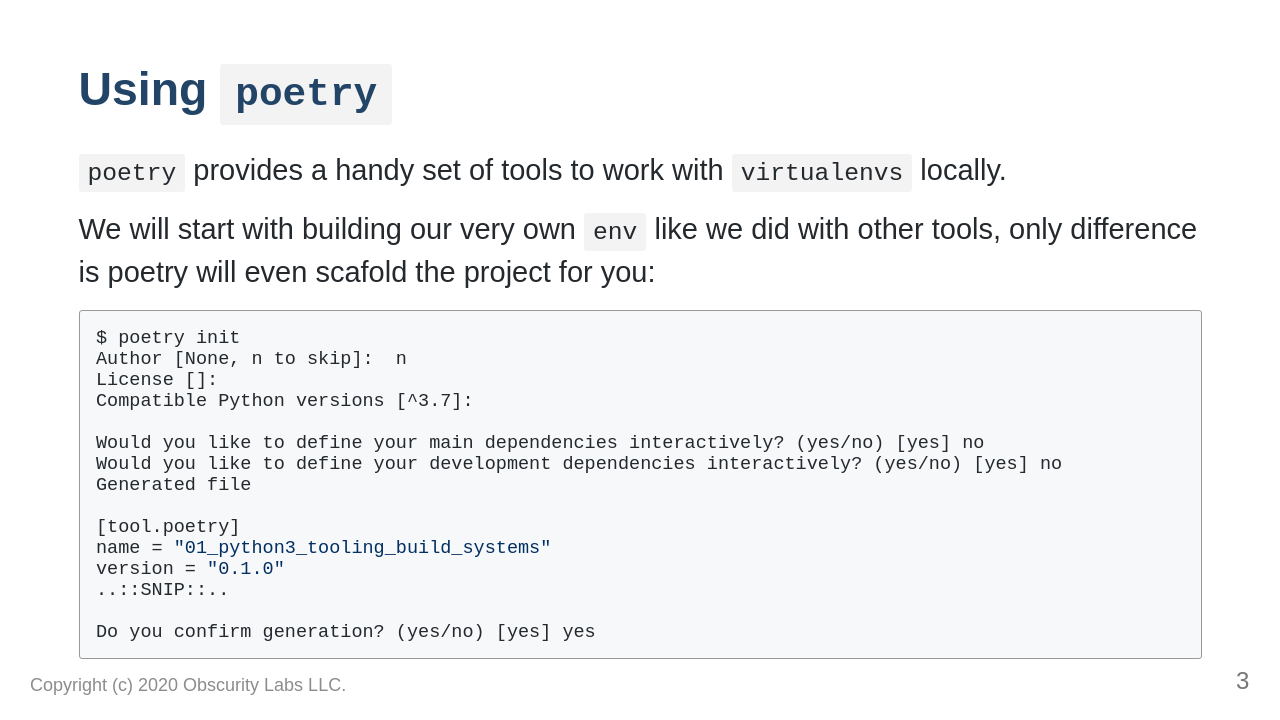 Using poetry
poetry provides a handy set of tools to work with virtualenvs locally.
We will start with building our very own env like we did with other tools, only difference
is poetry will even scafold the project for you:
$ poetry init
Author [None, n to skip]:  n
License []:
Compatible Python versions [^3.7]:

Would you like to define your main dependencies interactively? (yes/no) [yes] no
Would you like to define your development dependencies interactively? (yes/no) [yes] no
Generated file

[tool.poetry]
name = "01_python3_tooling_build_systems"
version = "0.1.0"
..::SNIP::..

Do you confirm generation? (yes/no) [yes] yes
Copyright (c) 2020 Obscurity Labs LLC.
3